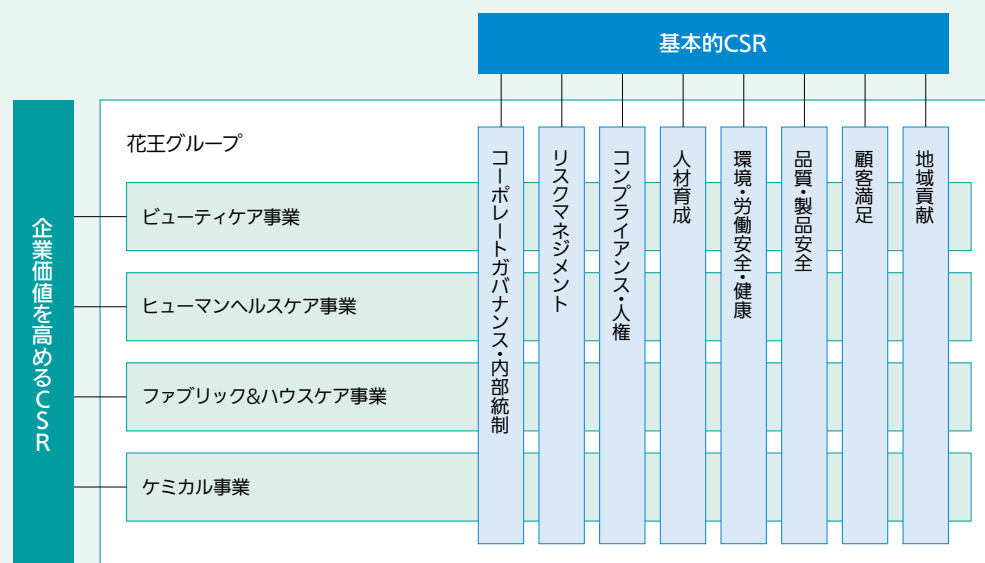 基本的CSR
企業価値を高めるCSR
花王グループ
ビューティケア事業
ヒューマンヘルスケア事業
ファブリック&ハウスケア事業
ケミカル事業
コーポレートガバナンス・内部統制
リスクマネジメント
コンプライアンス・人権
人材育成
環境・労働安全・健康
品質・製品安全
顧客満足
地域貢献